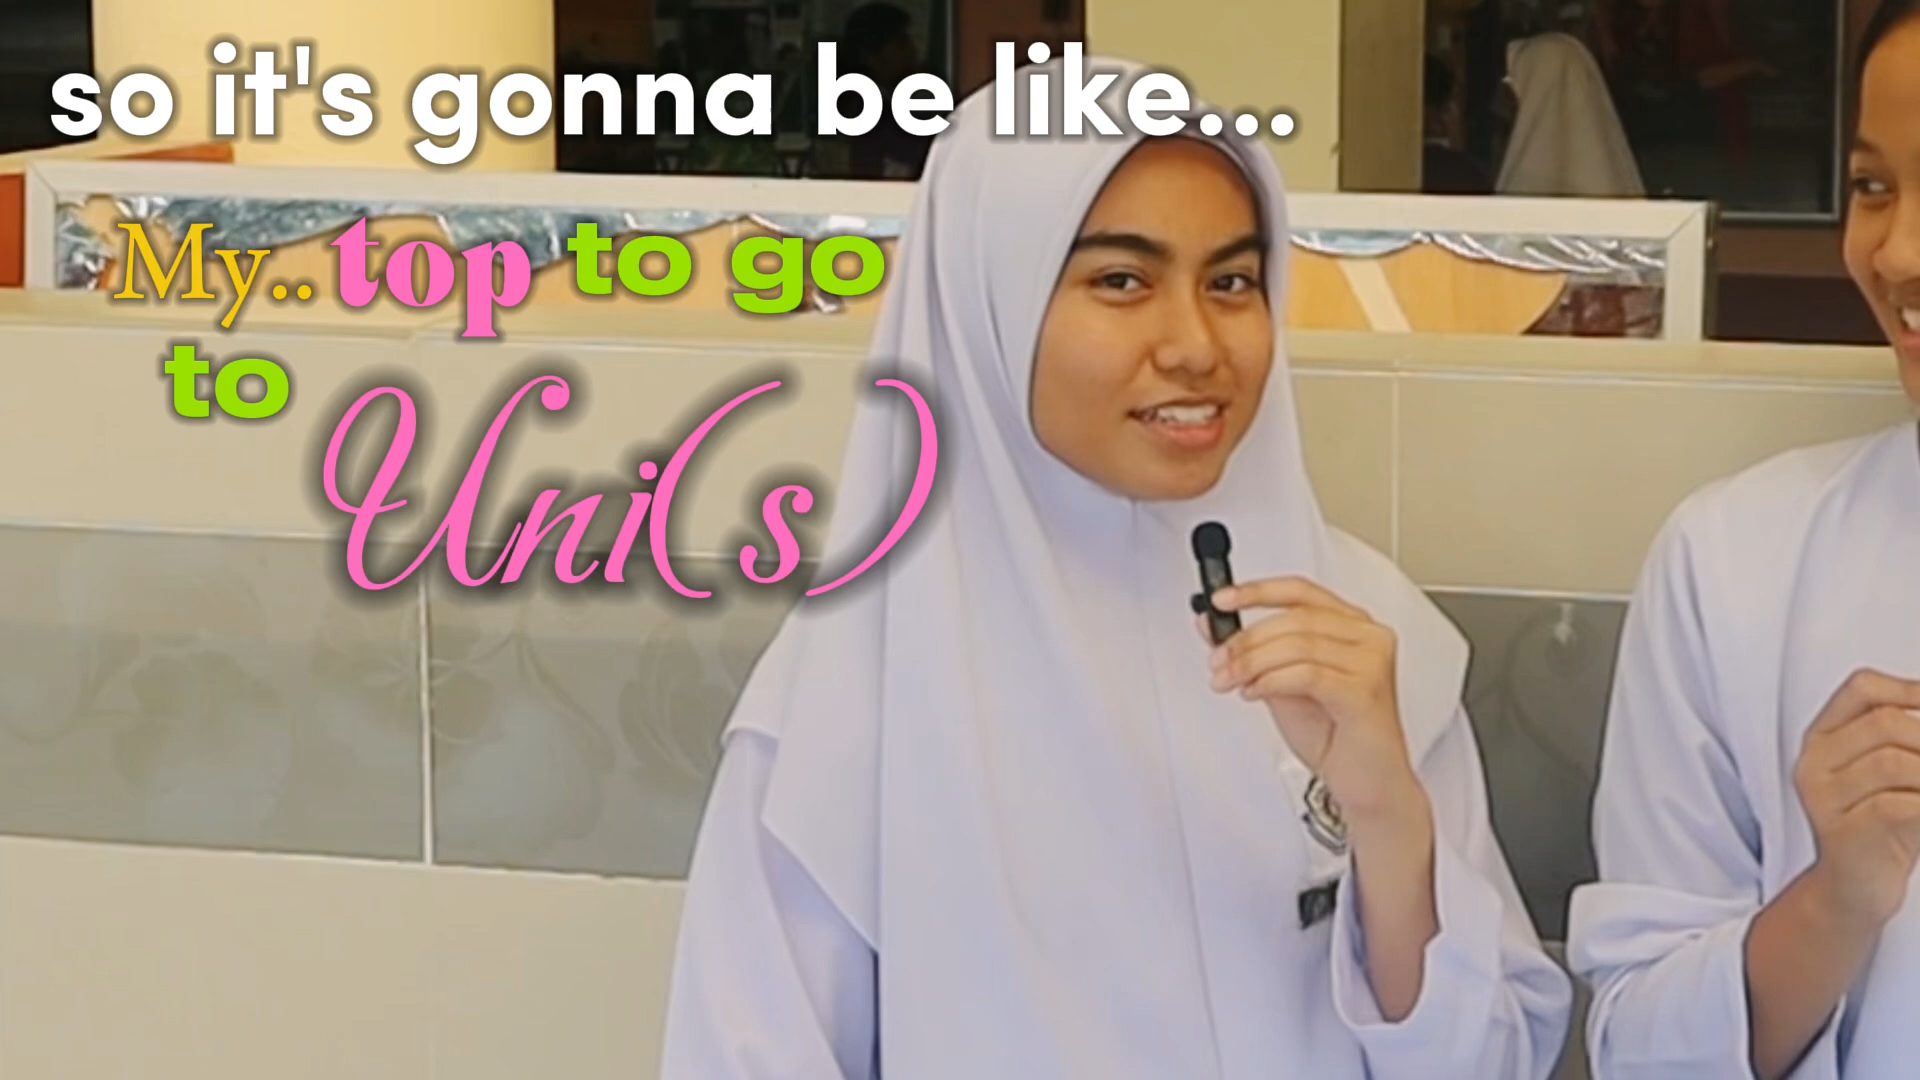 so it's gonna be like...
My.. top to go
to Uni(s)